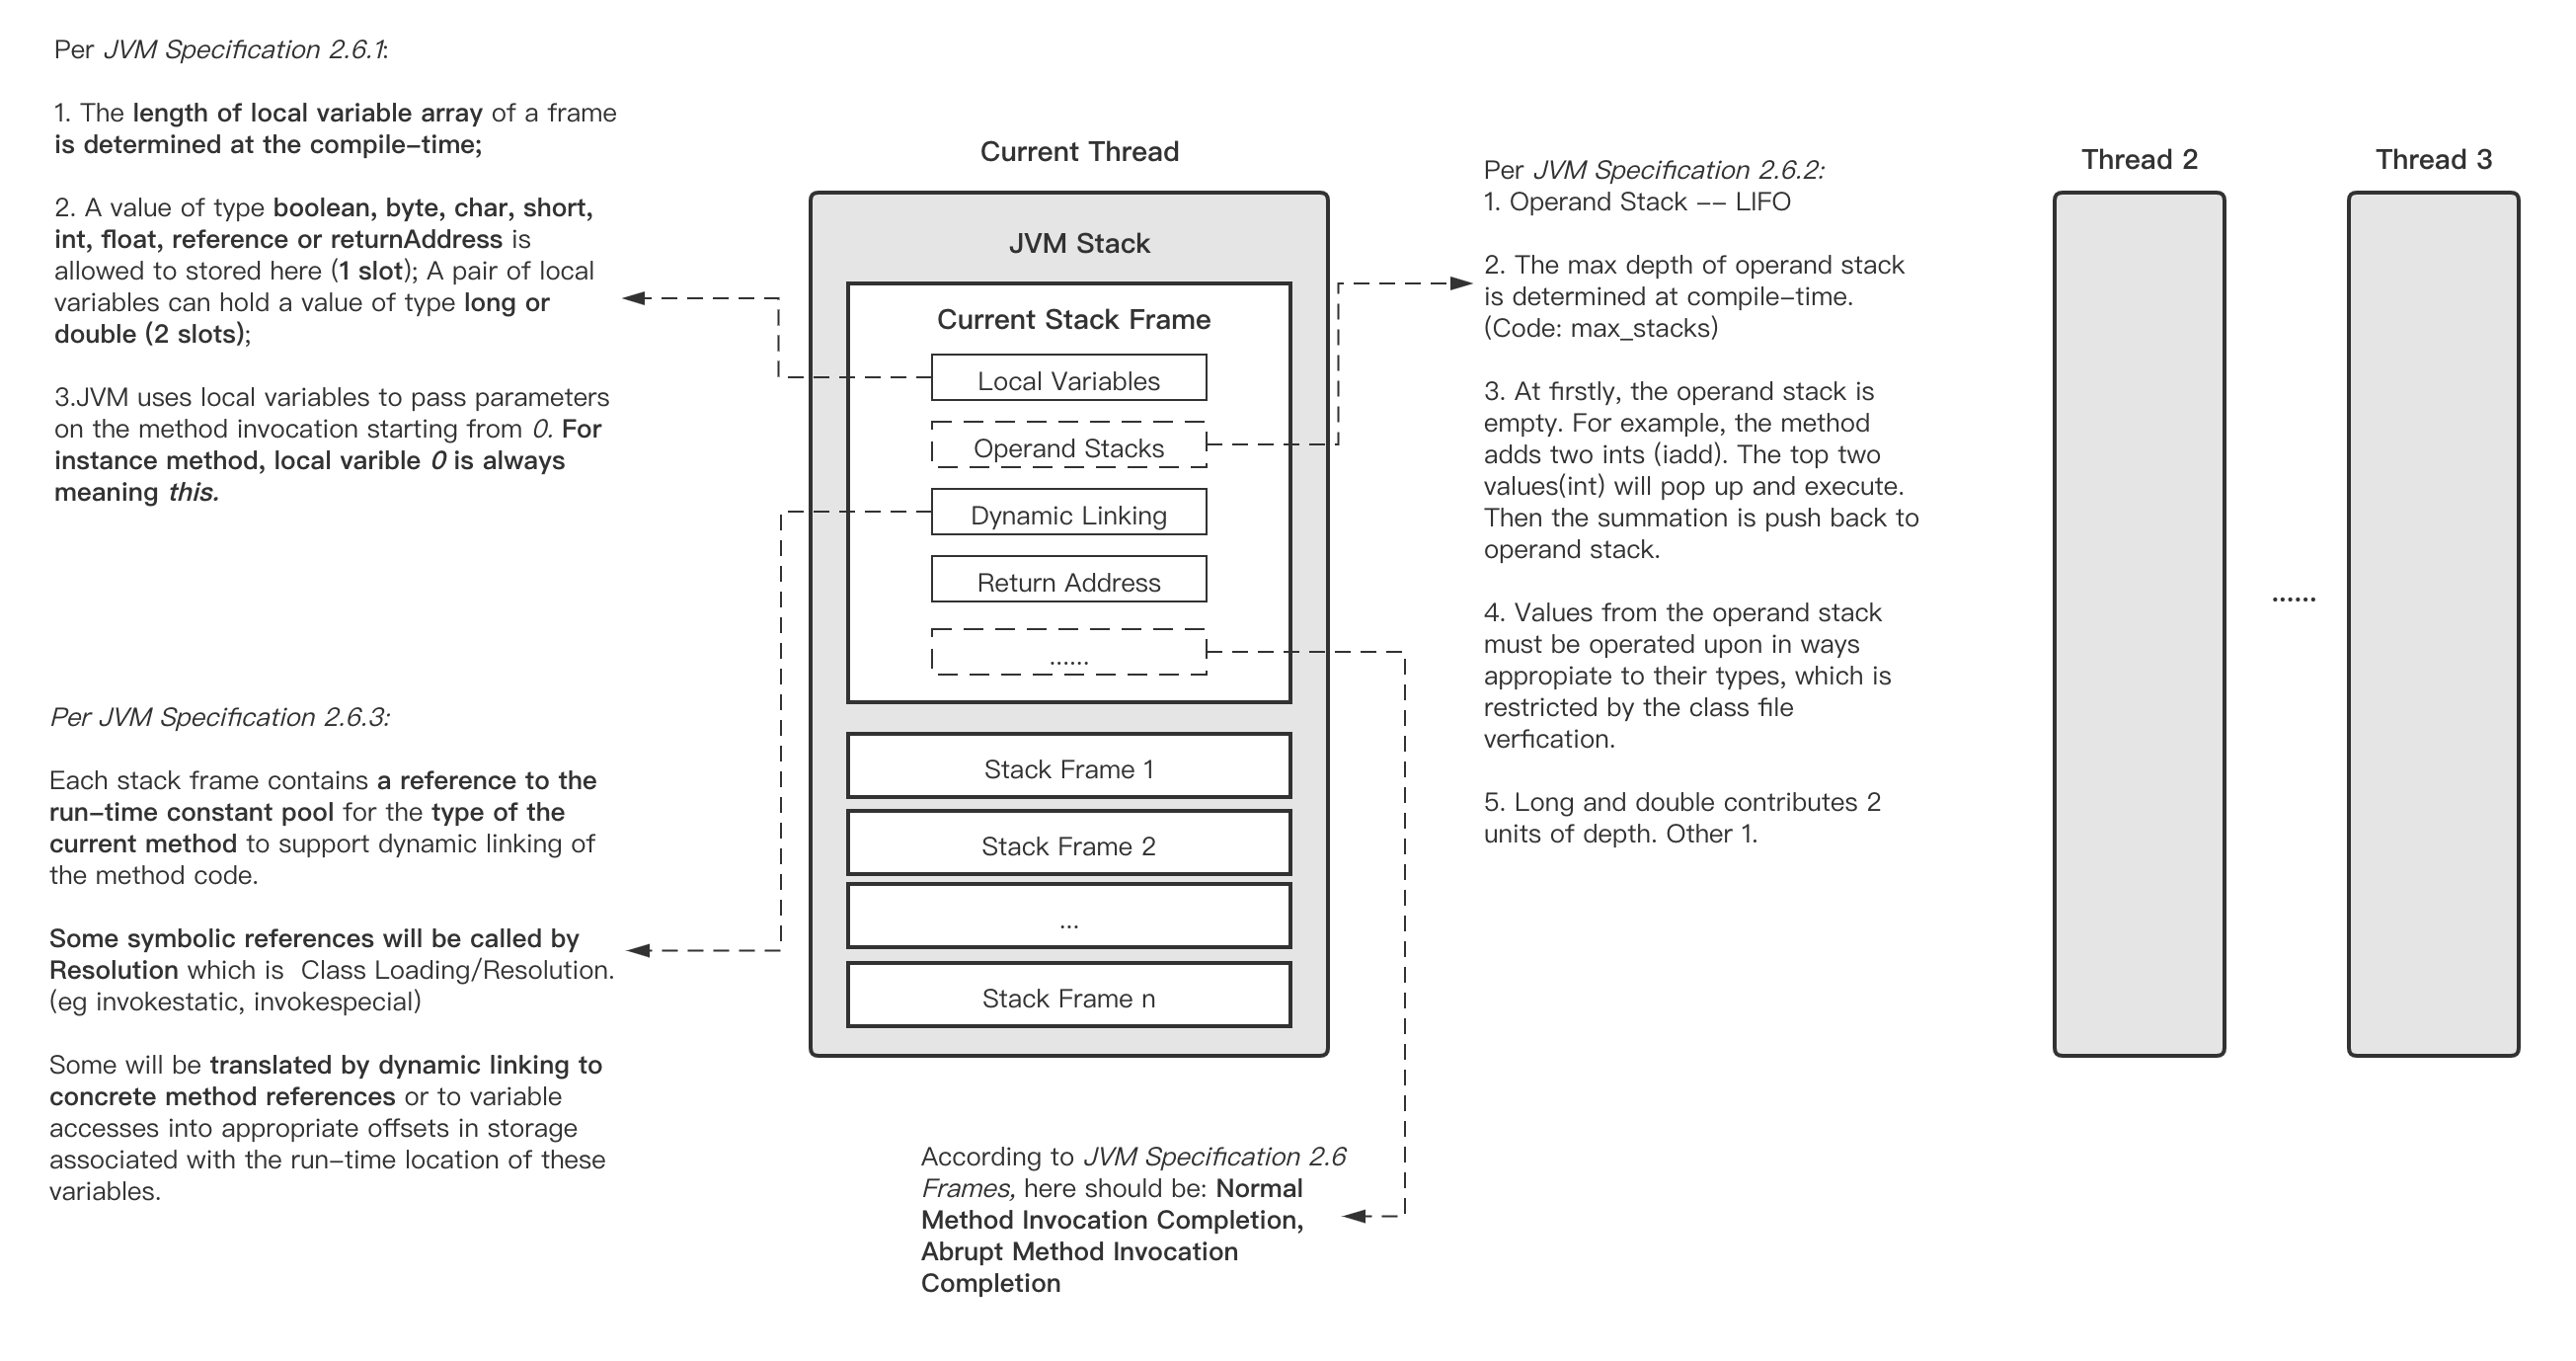 Per JVM Specification 2.6.1:
1. The length of local variable array of a frame
is determined at the compile-time;
2. A value of type boolean, byte, char, short,
int, float, reference or returnAddress is
allowed to stored here (1 slot); A pair of local
variables can hold a value of type long or
double (2 slots);
3.JVM uses local variables to pass parameters
on the method invocation starting from 0. For
instance method, local varible 0 is always
meaning this.
Per JVM Specification 2.6.3:
Each stack frame contains a reference to the
run-time constant pool for the type of the
current method to support dynamic linking of
the method code.
Some symbolic references will be called by
Resolution which is  Class Loading/Resolution.
(eg invokestatic, invokespecial)
Some will be translated by dynamic linking to
concrete method references or to variable
accesses into appropriate offsets in storage
associated with the run-time location of these
variables.
Current Thread
JVM Stack
Current Stack Frame
Local Variables
Operand Stacks
Dynamic Linking
Return Address
......
Stack Frame 1
Stack Frame 2
...
Stack Frame n
According to JVM Specification 2.6
Frames, here should be: Normal
Method Invocation Completion,
Abrupt Method Invocation
Completion
Per JVM Specification 2.6.2:
1. Operand Stack -- LIFO
2. The max depth of operand stack
is determined at compile-time.
(Code: max_stacks)
3. At firstly, the operand stack is
empty. For example, the method
adds two ints (iadd). The top two
values(int) will pop up and execute.
Then the summation is push back to
operand stack.
4. Values from the operand stack
must be operated upon in ways
appropiate to their types, which is
restricted by the class file
verfication.
5. Long and double contributes 2
units of depth. Other 1.
Thread 2
......
Thread 3